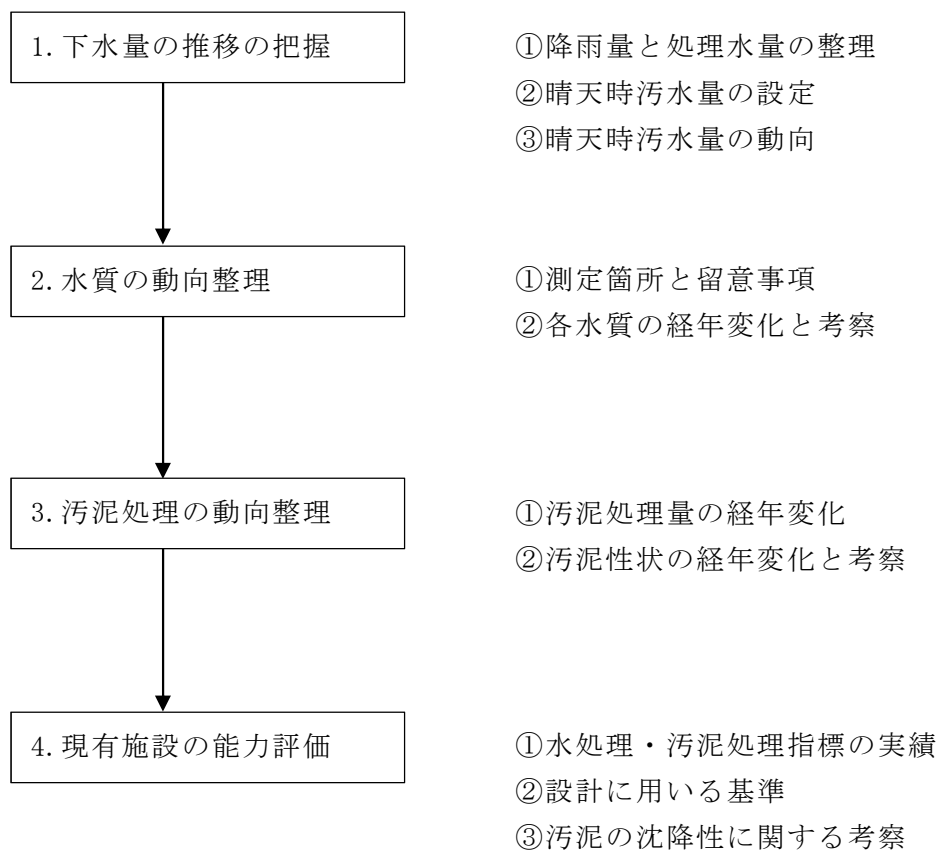 1.下水量の推移の把握
①降雨量と処理水量の整理
②晴天時汚水量の設定
③晴天時汚水量の動向
2.水質の動向整理
①測定箇所と留意事項
②各水質の経年変化と考察
3.汚泥処理の動向整理
①汚泥処理量の経年変化
②汚泥性状の経年変化と考察
4.現有施設の能力評価
①水処理・汚泥処理指標の実績
②設計に用いる基準
③汚泥の沈降性に関する考察